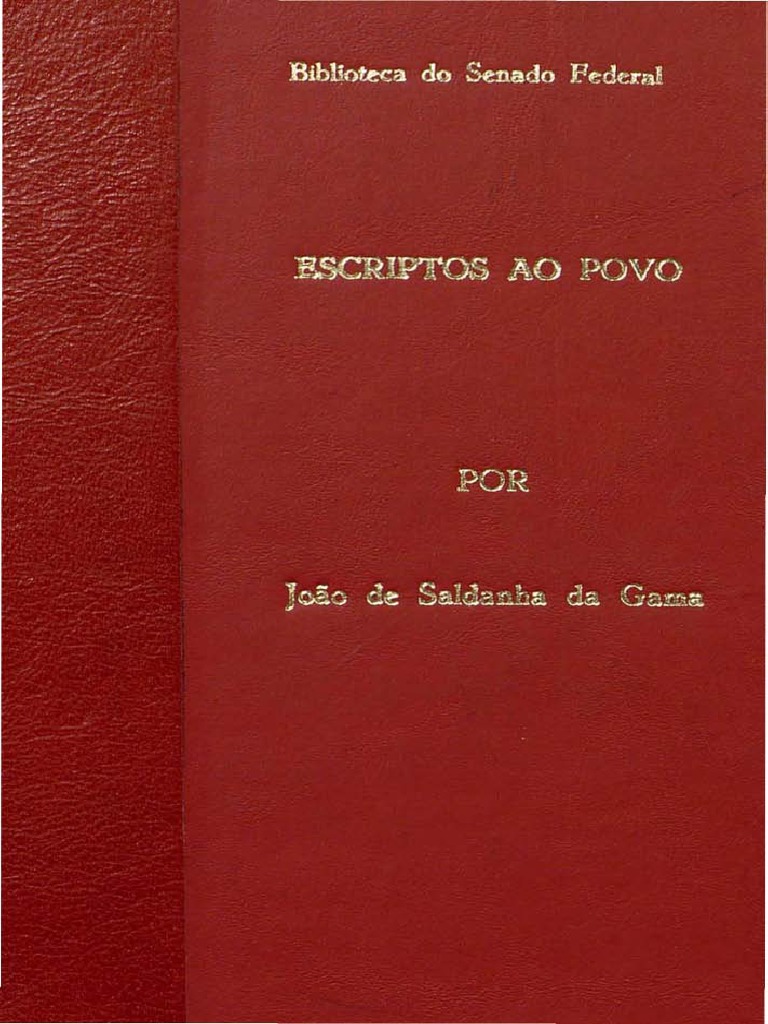 Biblioteca do Senado Federal
ESCRIPTOS AO POVO
POR
João de Saldanha da Gama